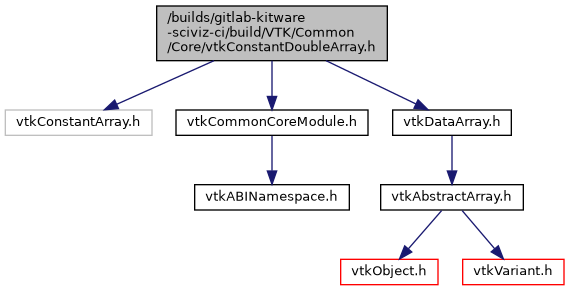 /builds/gitlab-kitware
-sciviz-ci/build/VTK/Common
/Core/vtkConstantDoubleArray.h
vtkConstantArray.h
vtkCommonCoreModule.h
vtkDataArray.h
vtkABINamespace.h
vtkAbstractArray.h
vtkObject.h
vtkVariant.h